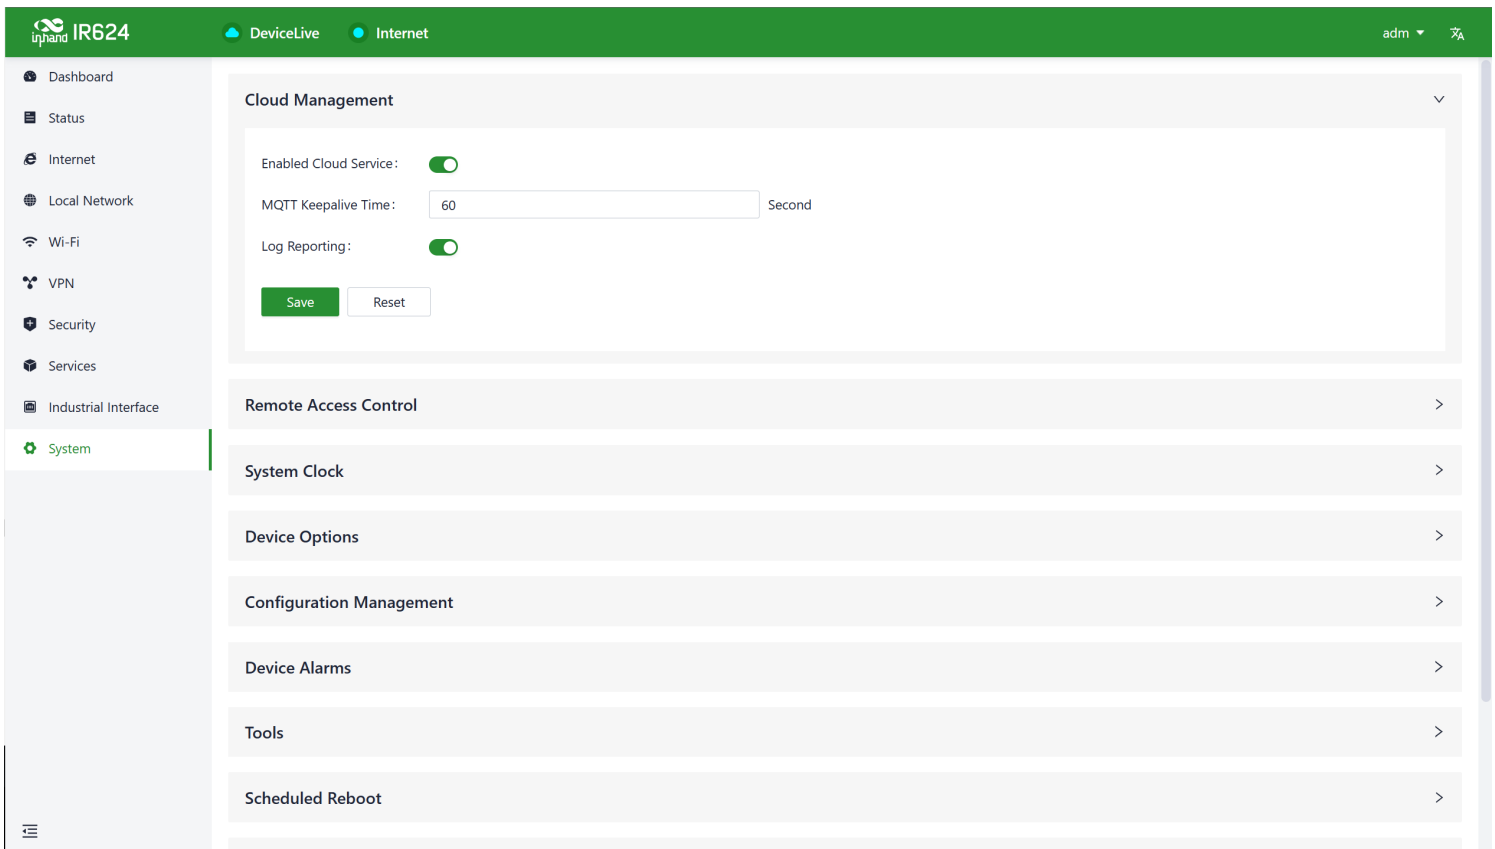 inhand IR624
DeviceLive
Internet
adm
Dashboard
Status
Internet
Local Network
Wi-Fi
VPN
Security
Services
Industrial Interface
System
Cloud Management
Enabled Cloud Service:
MQTT Keepalive Time: 60 Second
Log Reporting:
Save Reset
Remote Access Control
System Clock
Device Options
Configuration Management
Device Alarms
Tools
Scheduled Reboot